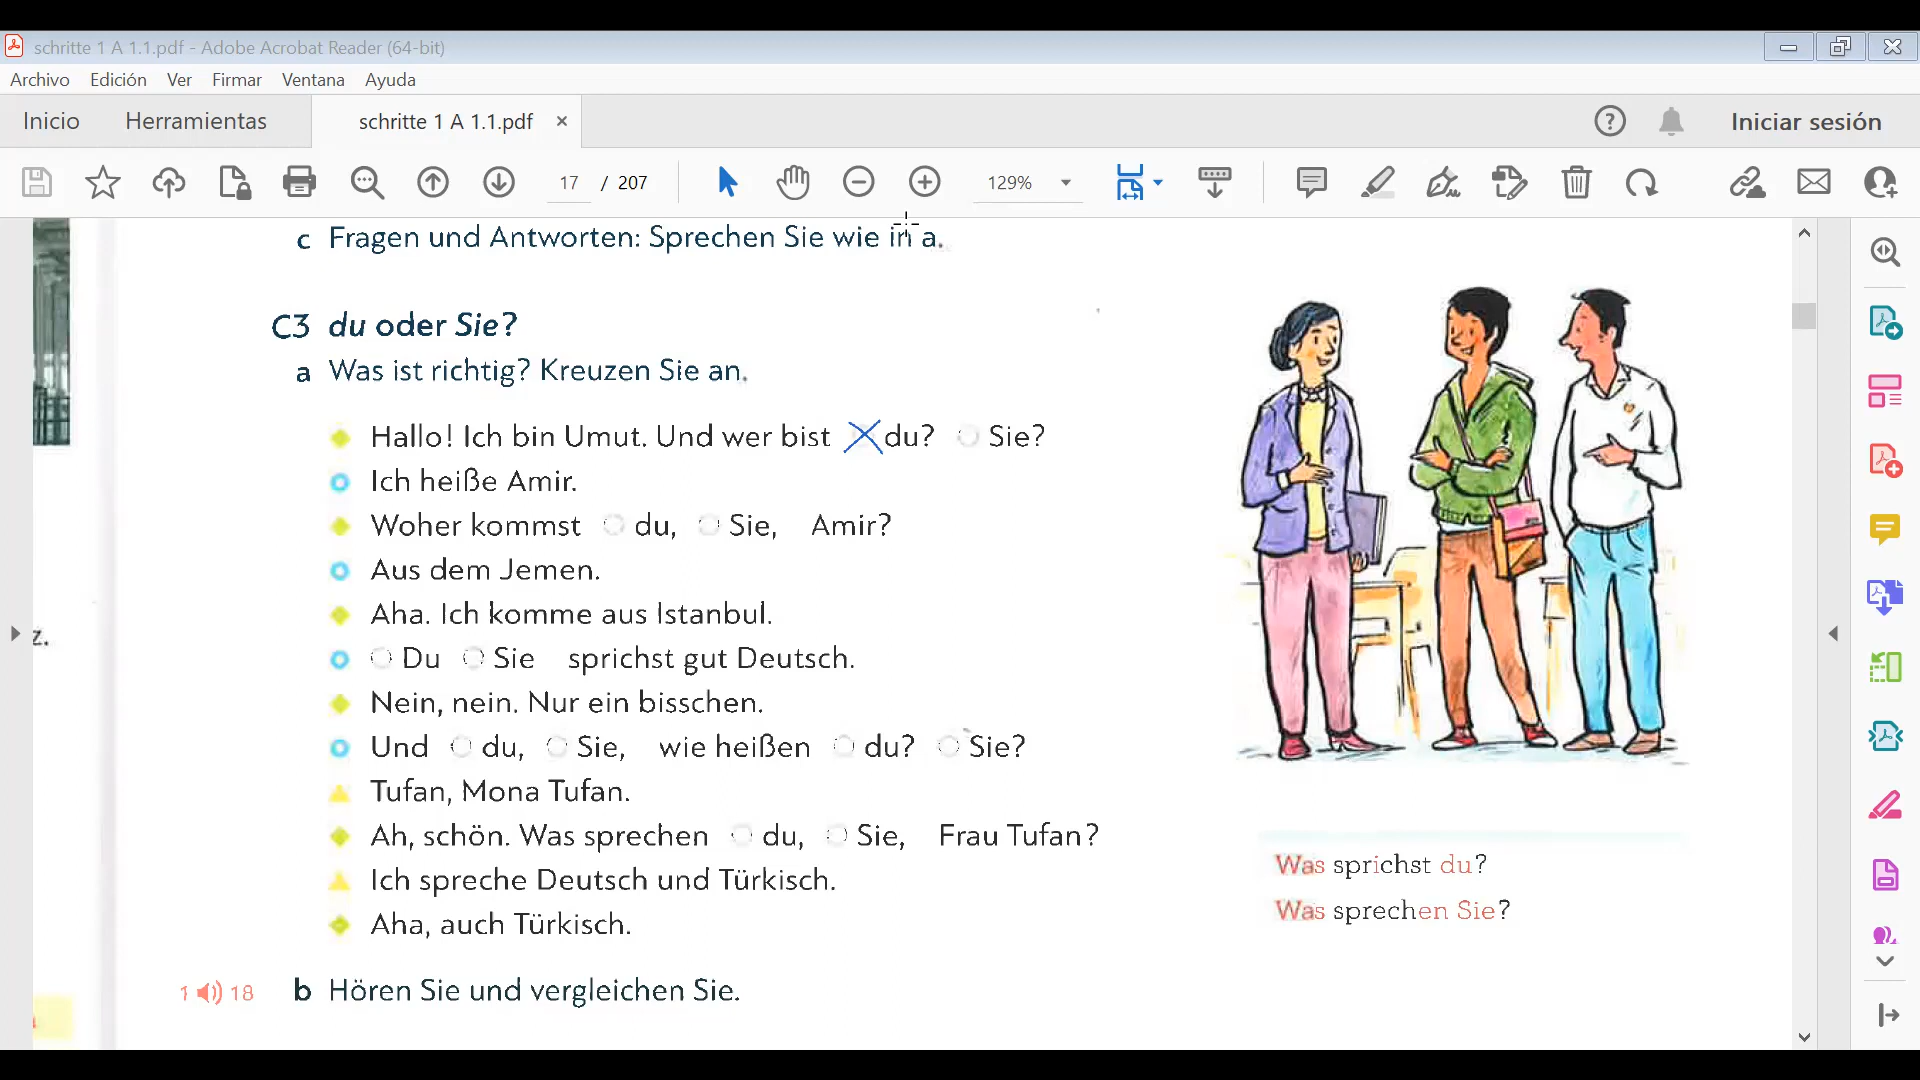 schritte 1 A 1.1.pdf - Adobe Acrobat Reader (64-bit)
Archivo Edición Ver Firmar Ventana Ayuda
Inicio Herramientas schritte 1 A 1.1.pdf × Iniciar sesión
17 / 207 129%
c Fragen und Antworten: Sprechen Sie wie in a.
C3 du oder Sie?
a Was ist richtig? Kreuzen Sie an.
Hallo! Ich bin Umut. Und wer bist du? Sie?
Ich heiße Amir.
Woher kommst du, Sie, Amir?
Aus dem Jemen.
Aha. Ich komme aus Istanbul.
Du Sie sprichst gut Deutsch.
Nein, nein. Nur ein bisschen.
Und du, Sie, wie heißen du? Sie?
Tufan, Mona Tufan.
Ah, schön. Was sprechen du, Sie, Frau Tufan?
Ich spreche Deutsch und Türkisch.
Aha, auch Türkisch.
Was sprichst du?
Was sprechen Sie?
1 18 b Hören Sie und vergleichen Sie.
z.